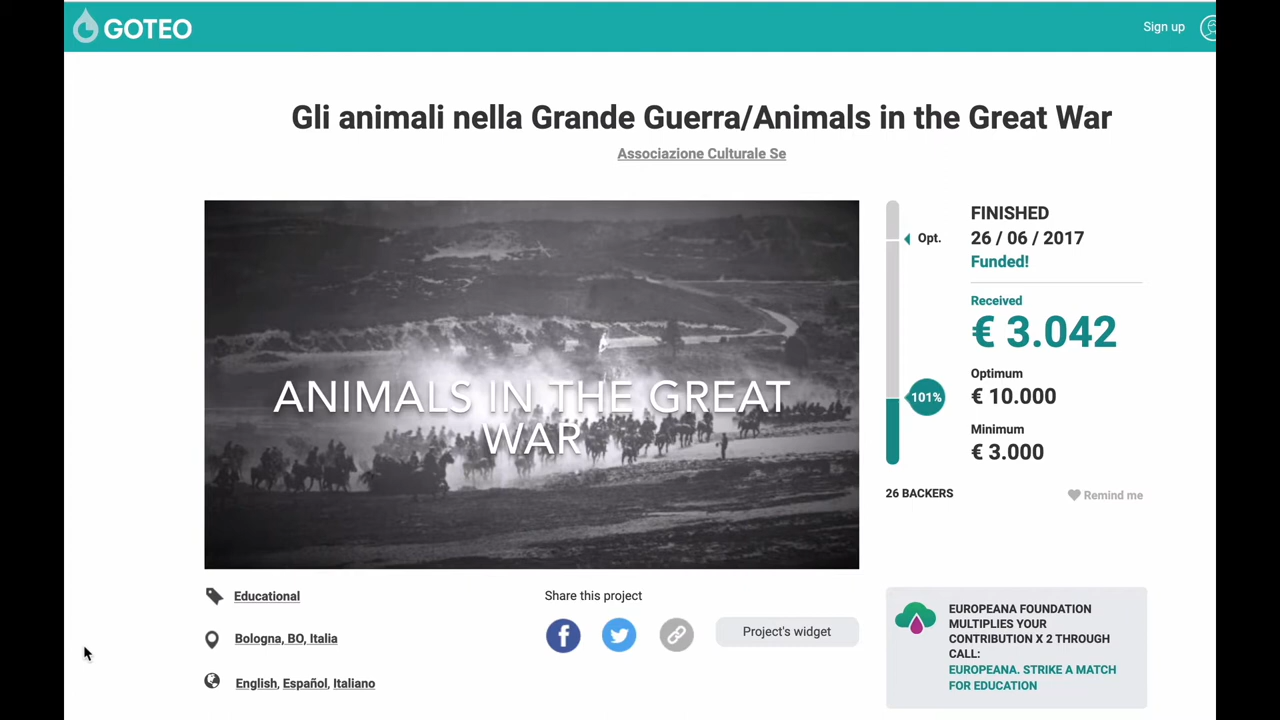 GOTEO
Sign up
Gli animali nella Grande Guerra/Animals in the Great War
Associazione Culturale Se
ANIMALS IN THE GREAT
WAR
Opt.
101%
FINISHED
26 / 06 / 2017
Funded!
Received
€ 3.042
Optimum
€ 10.000
Minimum
€ 3.000
26 BACKERS
Remind me
Educational
Bologna, BO, Italia
English, Español, Italiano
Share this project
Project's widget
EUROPEANA FOUNDATION
MULTIPLIES YOUR
CONTRIBUTION X 2 THROUGH
CALL:
EUROPEANA. STRIKE A MATCH
FOR EDUCATION